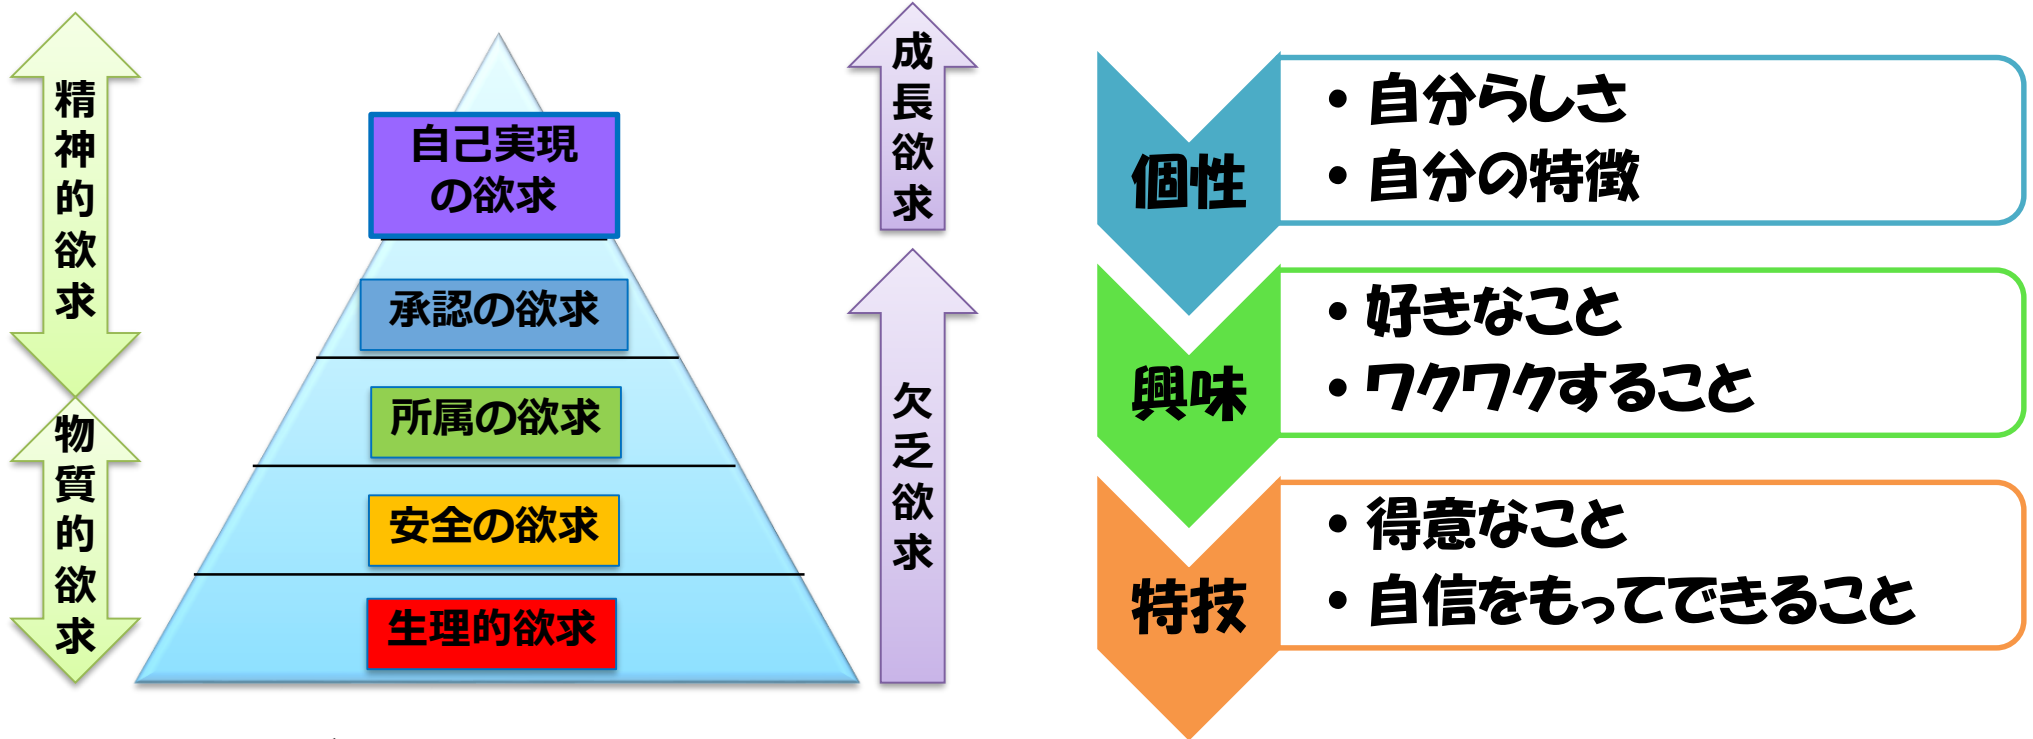 精神的欲求
物質的欲求
自己実現
の欲求
承認の欲求
所属の欲求
安全の欲求
生理的欲求
成長欲求
欠乏欲求
個性
・自分らしさ
・自分の特徴
興味
・好きなこと
・ワクワクすること
特技
・得意なこと
・自信をもってできること